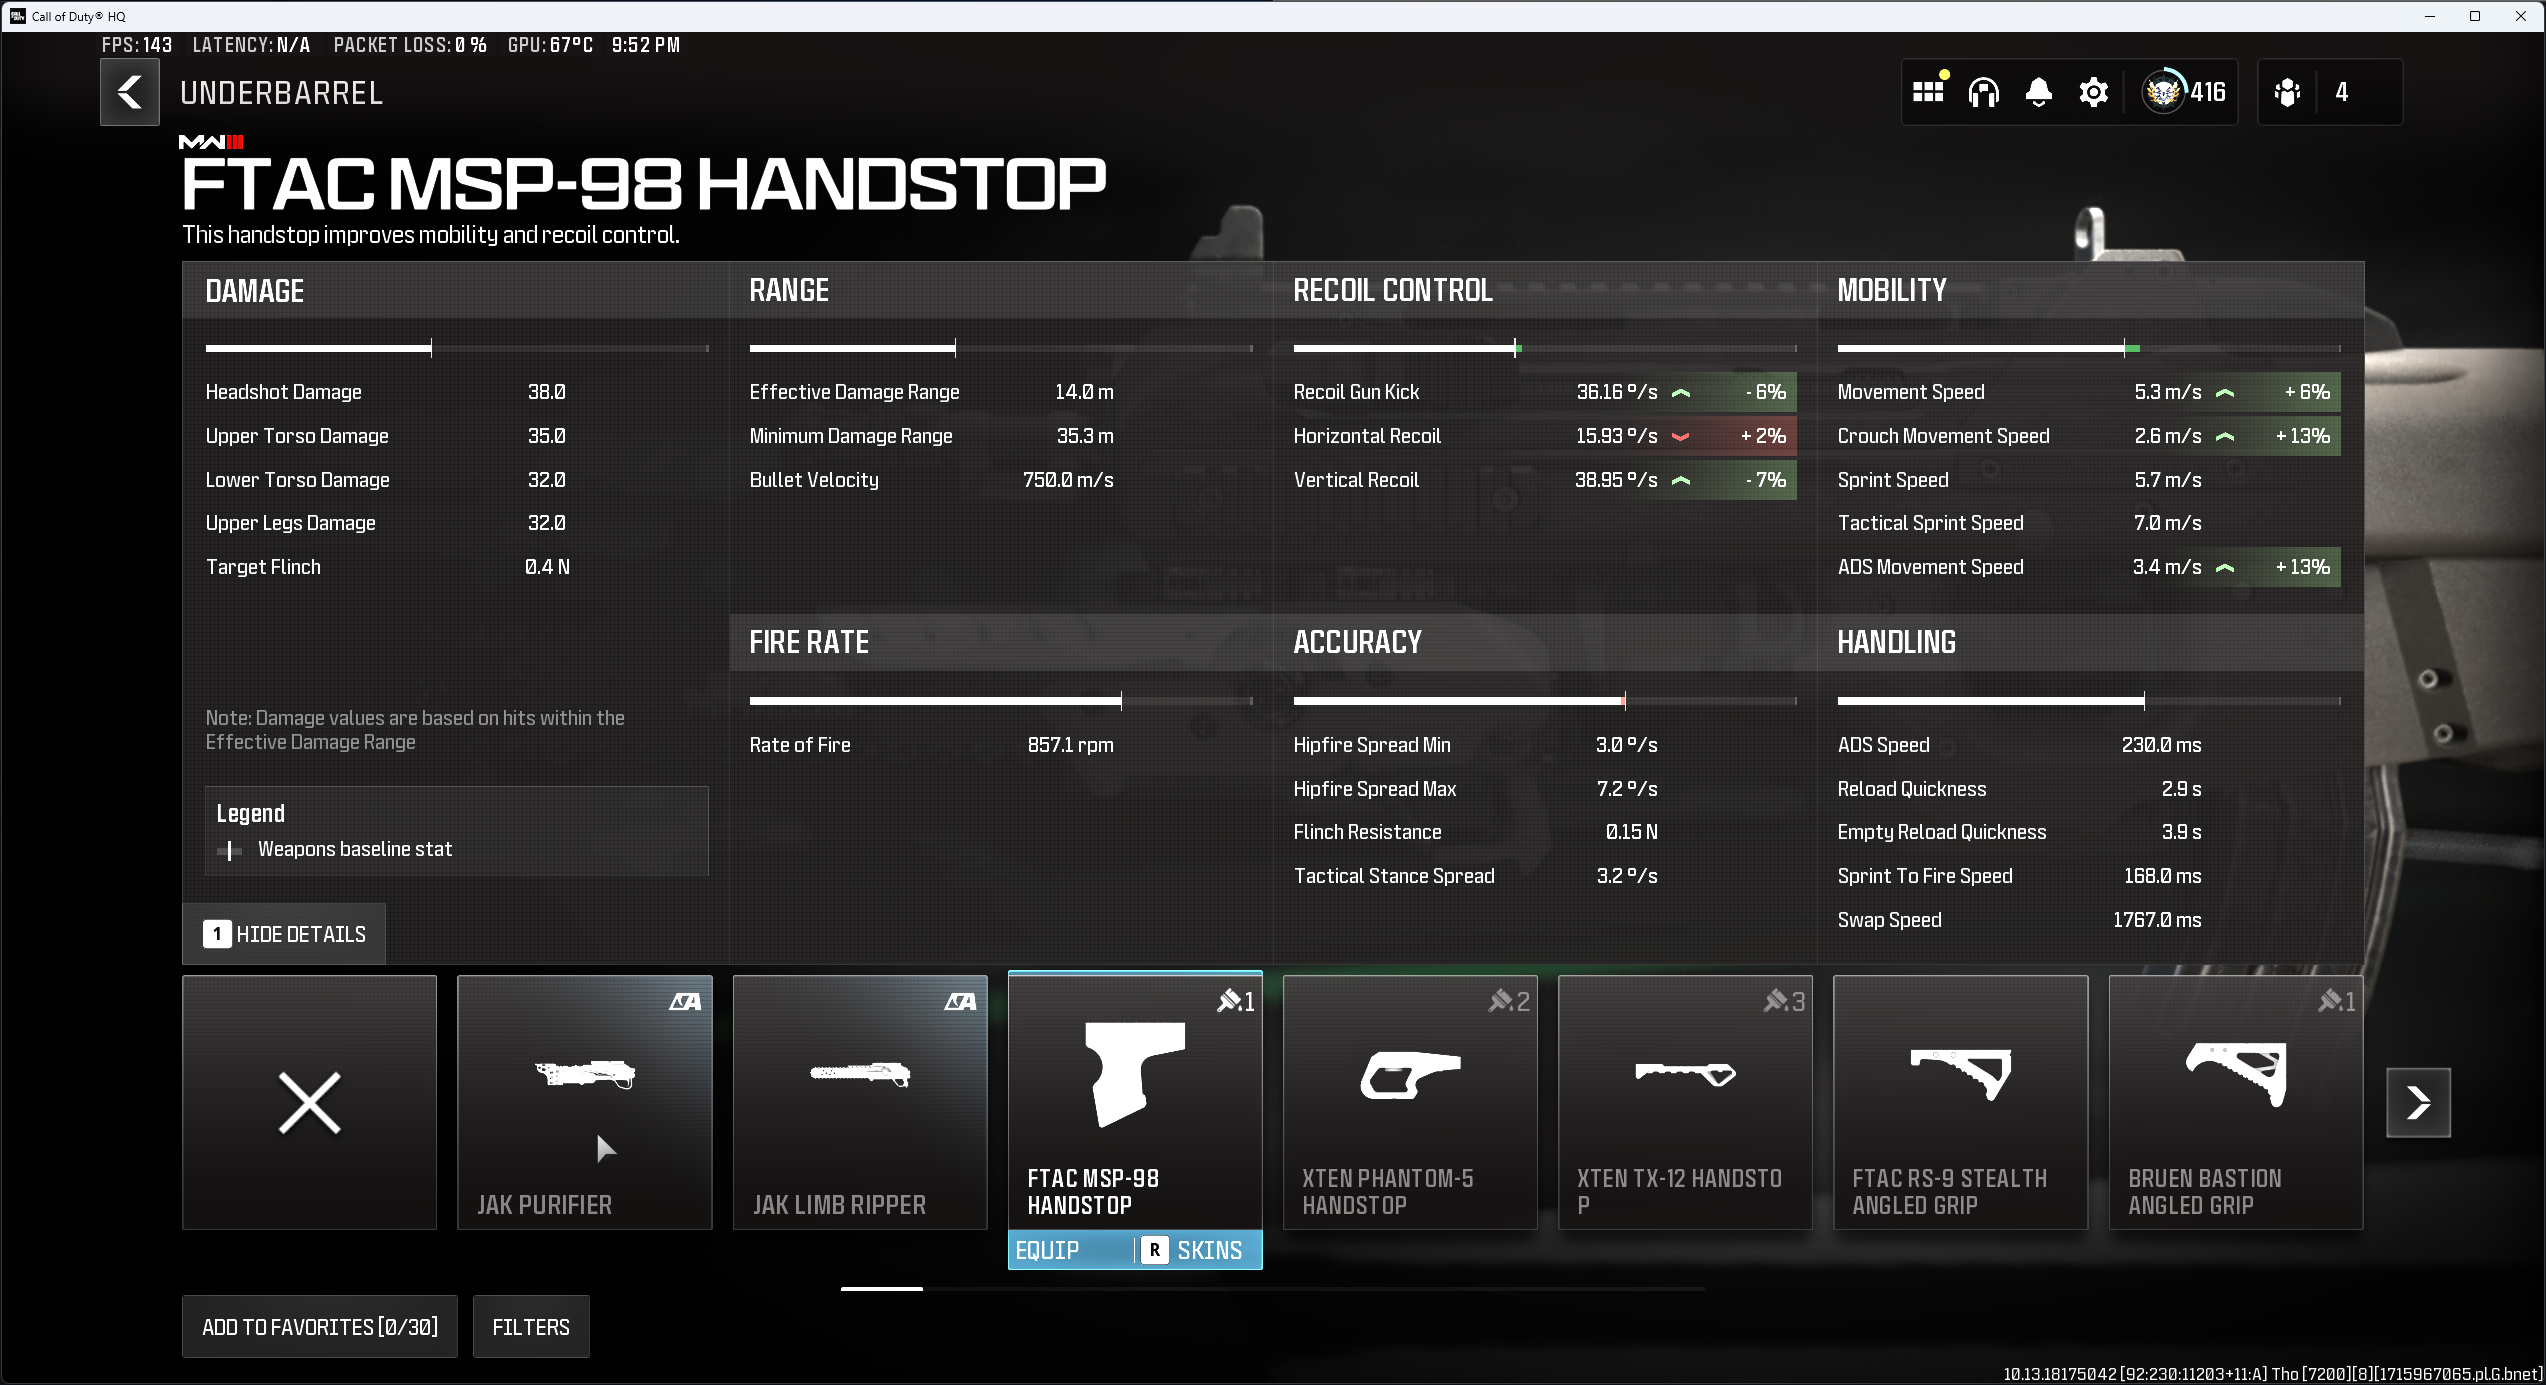 Call of Duty® HQ
FPS: 143 LATENCY: N/A PACKET LOSS: 0 % GPU: 67°C 9:52 PM
UNDERBARREL
416
4
MWIII
FTAC MSP-98 HANDSTOP
This handstop improves mobility and recoil control.
DAMAGE
Headshot Damage 38.0
Upper Torso Damage 35.0
Lower Torso Damage 32.0
Upper Legs Damage 32.0
Target Flinch 0.4 N
Note: Damage values are based on hits within the
Effective Damage Range
Legend
Weapons baseline stat
1 HIDE DETAILS
RANGE
Effective Damage Range 14.0 m
Minimum Damage Range 35.3 m
Bullet Velocity 750.0 m/s
FIRE RATE
Rate of Fire 857.1 rpm
RECOIL CONTROL
Recoil Gun Kick 36.16 º/s - 6%
Horizontal Recoil 15.93 º/s + 2%
Vertical Recoil 38.95 º/s - 7%
ACCURACY
Hipfire Spread Min 3.0 º/s
Hipfire Spread Max 7.2 º/s
Flinch Resistance 0.15 N
Tactical Stance Spread 3.2 º/s
MOBILITY
Movement Speed 5.3 m/s + 6%
Crouch Movement Speed 2.6 m/s + 13%
Sprint Speed 5.7 m/s
Tactical Sprint Speed 7.0 m/s
ADS Movement Speed 3.4 m/s + 13%
HANDLING
ADS Speed 230.0 ms
Reload Quickness 2.9 s
Empty Reload Quickness 3.9 s
Sprint To Fire Speed 168.0 ms
Swap Speed 1767.0 ms
JAK PURIFIER
JAK LIMB RIPPER
1
FTAC MSP-98
HANDSTOP
EQUIP R SKINS
2
XTEN PHANTOM-5
HANDSTOP
3
XTEN TX-12 HANDSTO
P
FTAC RS-9 STEALTH
ANGLED GRIP
1
BRUEN BASTION
ANGLED GRIP
ADD TO FAVORITES [0/30]
FILTERS
10.13.18175042 [92:230:11203+11:A] Tho [7200][8][1715967065.pl.G.bnet]